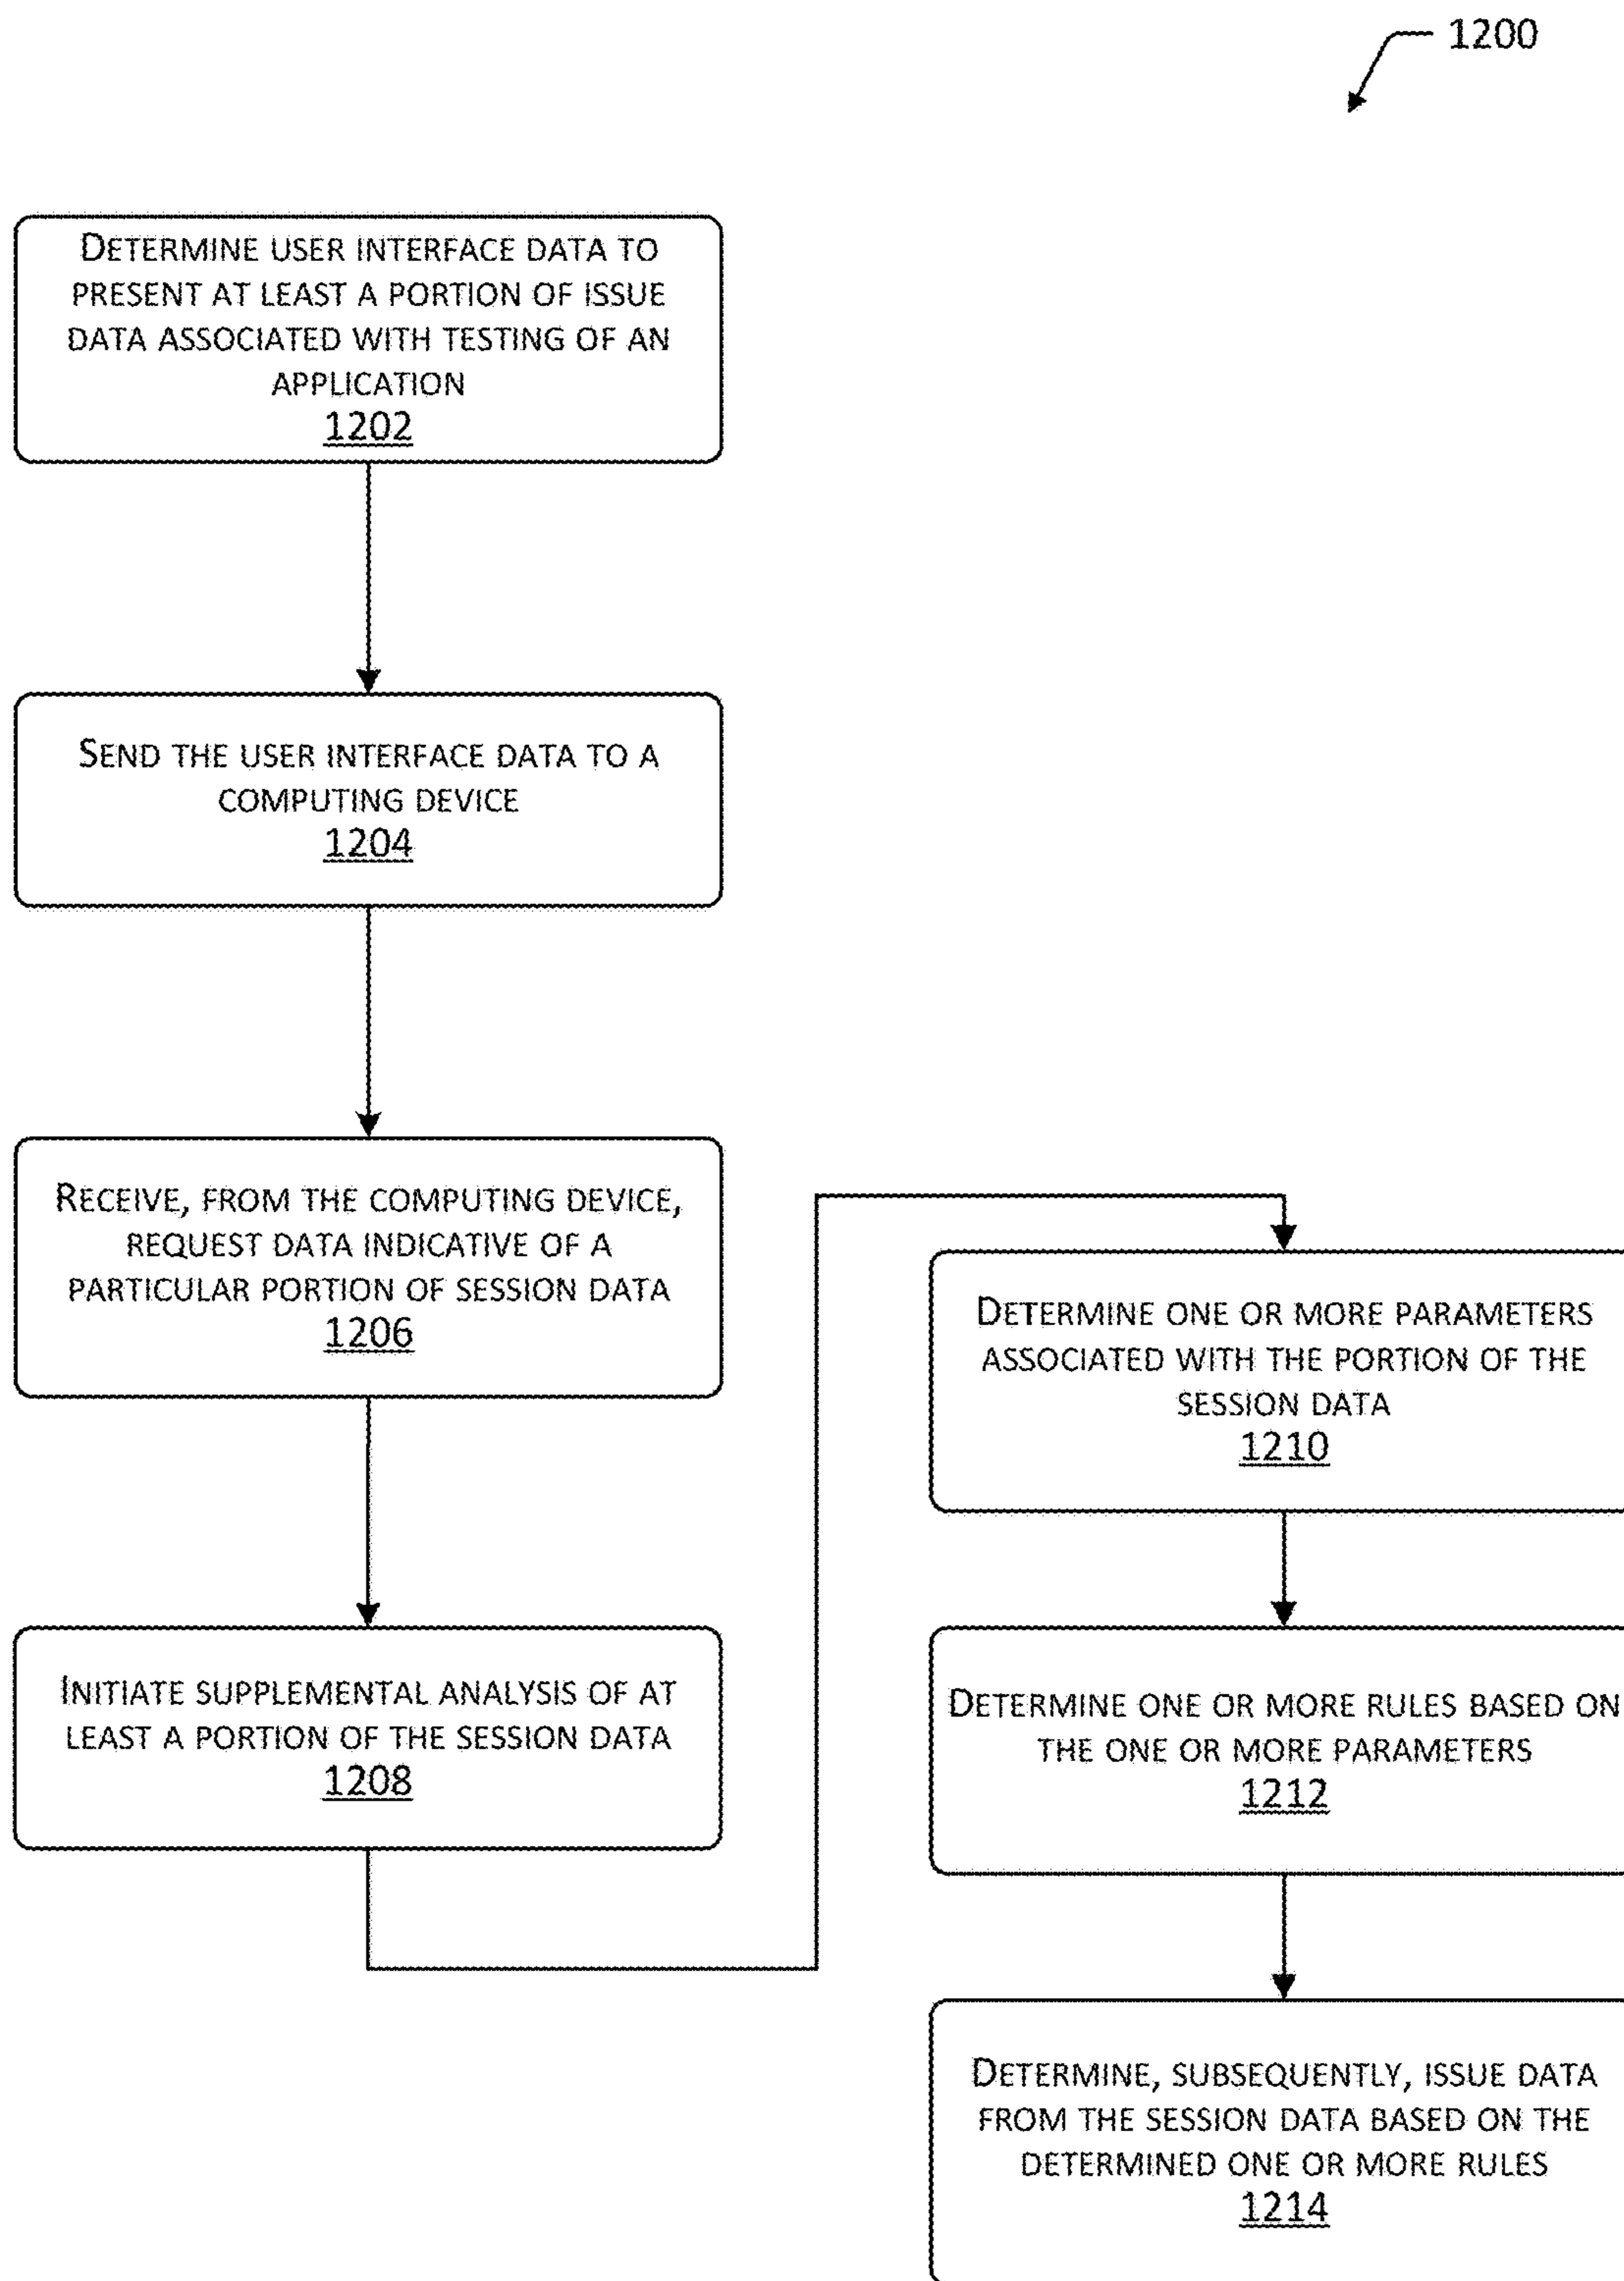 1200
DETERMINE USER INTERFACE DATA TO
PRESENT AT LEAST A PORTION OF ISSUE
DATA ASSOCIATED WITH TESTING OF AN
APPLICATION
1202
SEND THE USER INTERFACE DATA TO A
COMPUTING DEVICE
1204
RECEIVE, FROM THE COMPUTING DEVICE,
REQUEST DATA INDICATIVE OF A
PARTICULAR PORTION OF SESSION DATA
1206
INITIATE SUPPLEMENTAL ANALYSIS OF AT
LEAST A PORTION OF THE SESSION DATA
1208
DETERMINE ONE OR MORE PARAMETERS
ASSOCIATED WITH THE PORTION OF THE
SESSION DATA
1210
DETERMINE ONE OR MORE RULES BASED ON
THE ONE OR MORE PARAMETERS
1212
DETERMINE, SUBSEQUENTLY, ISSUE DATA
FROM THE SESSION DATA BASED ON THE
DETERMINED ONE OR MORE RULES
1214